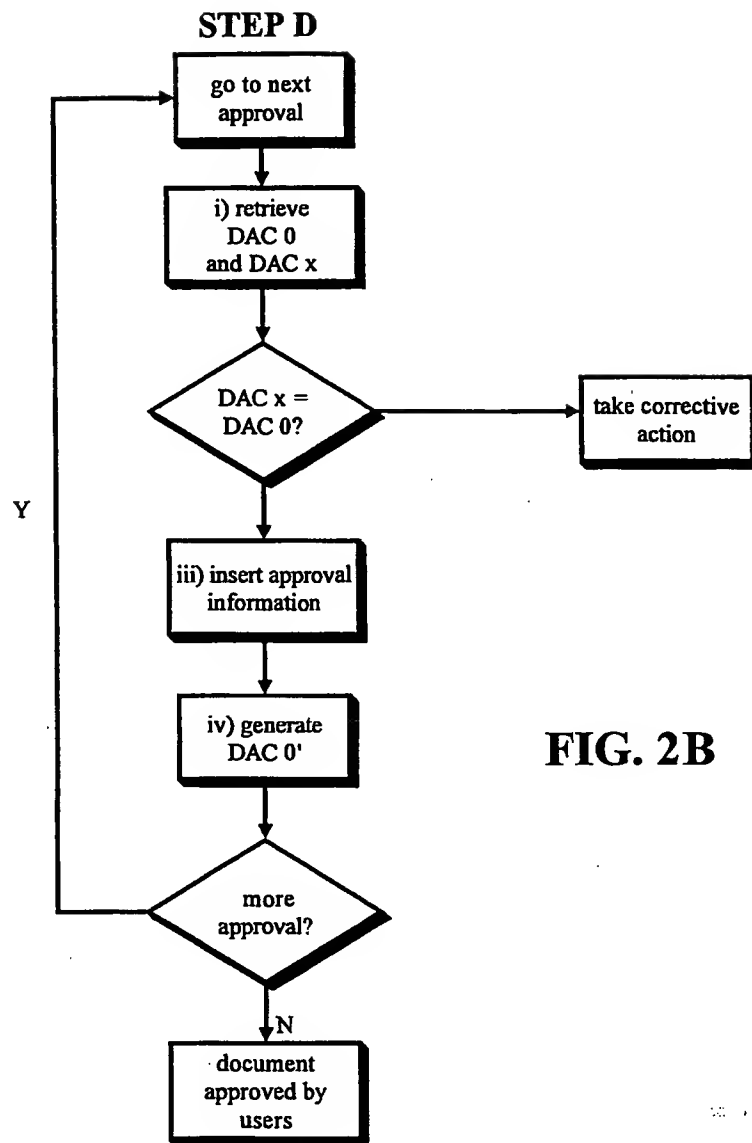 STEP D
go to next
approval
i) retrieve
DAC 0
and DAC x
DAC x =
DAC 0?
take corrective
action
Y
iii) insert approval
information
iv) generate
DAC 0'
FIG. 2B
more
approval?
N
document
approved by
users